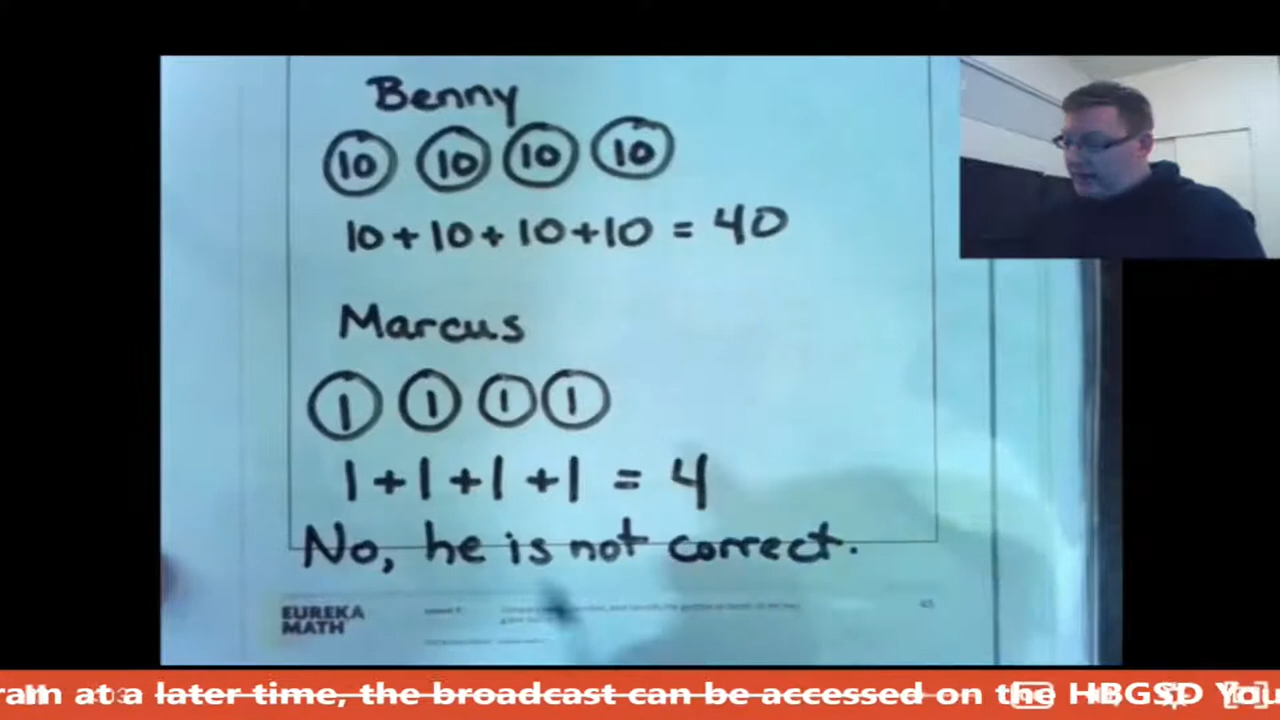 Benny
10 10 10 10
10 + 10 + 10 + 10 = 40
Marcus
1 1 1 1
1 + 1 + 1 + 1 = 4
No, he is not correct.
EUREKA
MATH
at a later time, the broadcast can be accessed on the HBGSD